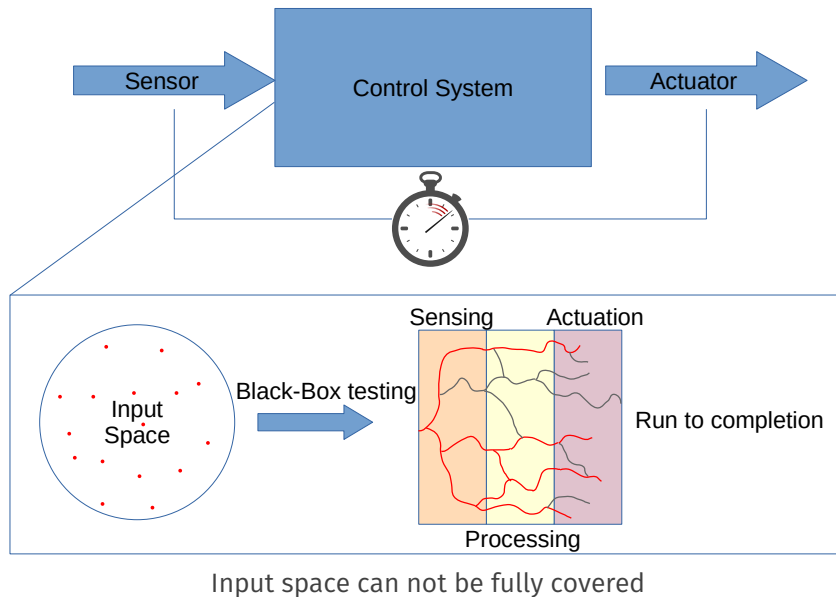 Sensor
Control System
Actuator
Sensing
Actuation
Black-Box testing
Input
Space
Run to completion
Processing
Input space can not be fully covered